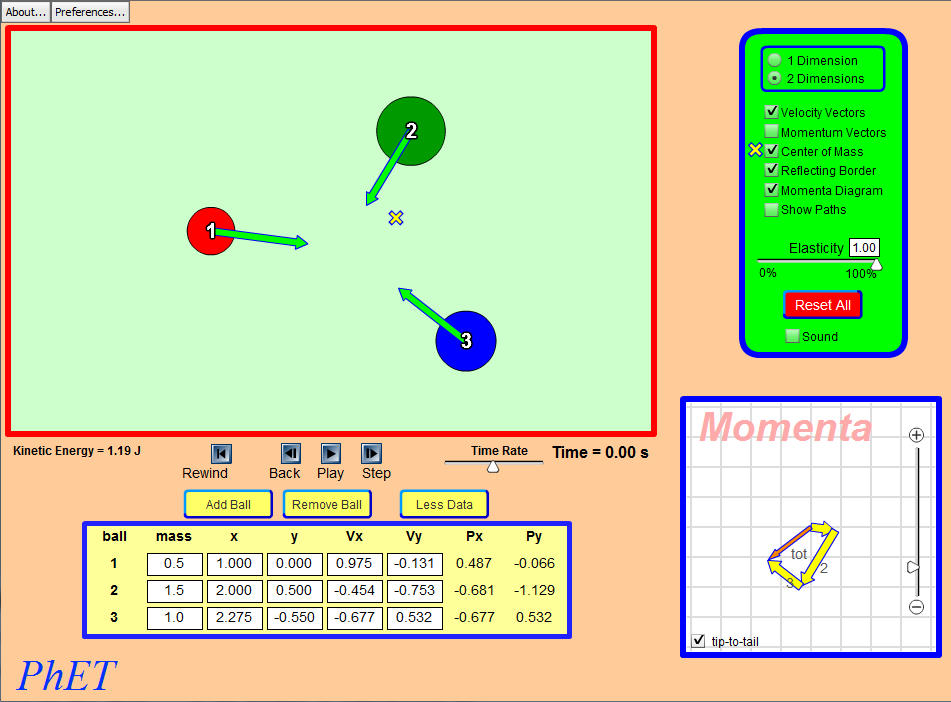 About... Preferences...
1 Dimension
2 Dimensions
Velocity Vectors
Momentum Vectors
Center of Mass
Reflecting Border
Momenta Diagram
Show Paths
Elasticity 1.00
0% 100%
Reset All
Sound
2
1
3
Kinetic Energy = 1.19 J
Rewind Back Play Step
Time Rate
Time = 0.00 s
Add Ball Remove Ball Less Data
ball mass x y Vx Vy Px Py
1 0.5 1.000 0.000 0.975 -0.131 0.487 -0.066
2 1.5 2.000 0.500 -0.454 -0.753 -0.681 -1.129
3 1.0 2.275 -0.550 -0.677 0.532 -0.677 0.532
PhET
Momenta
tot
2
3
tip-to-tail